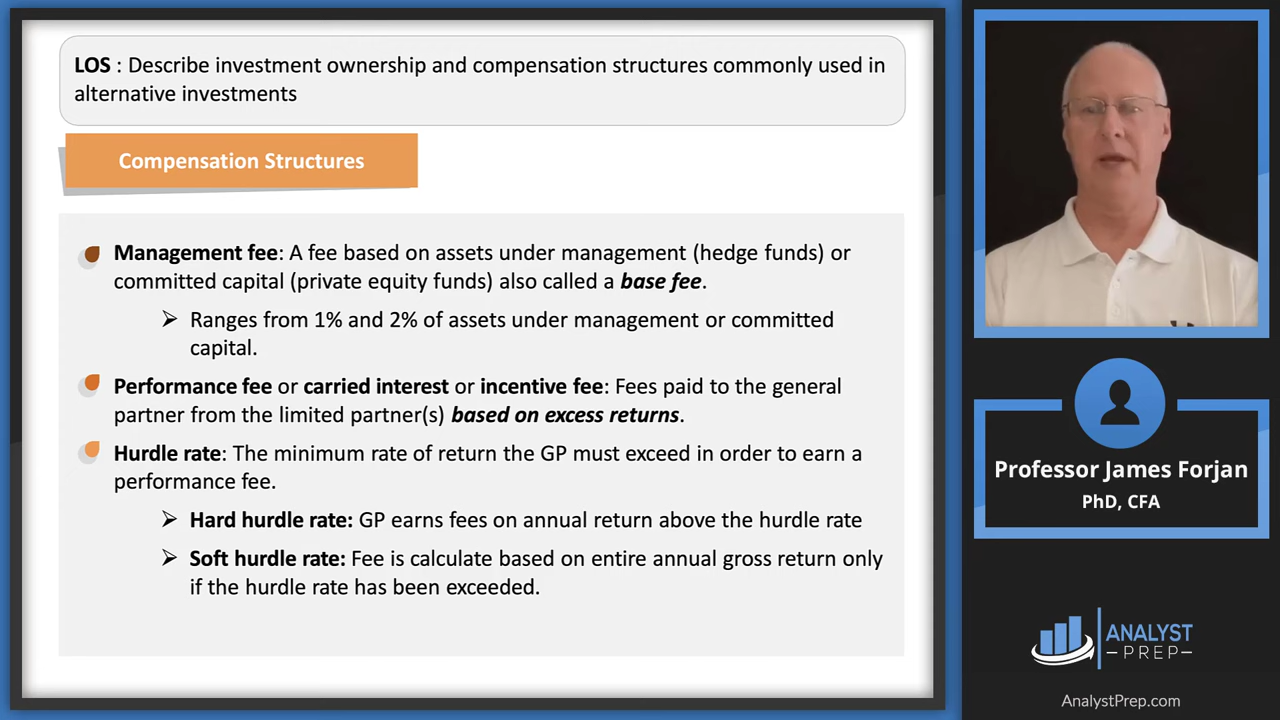 LOS : Describe investment ownership and compensation structures commonly used in
alternative investments
Compensation Structures
Management fee: A fee based on assets under management (hedge funds) or
committed capital (private equity funds) also called a base fee.
Ranges from 1% and 2% of assets under management or committed
capital.
Performance fee or carried interest or incentive fee: Fees paid to the general
partner from the limited partner(s) based on excess returns.
Hurdle rate: The minimum rate of return the GP must exceed in order to earn a
performance fee.
Hard hurdle rate: GP earns fees on annual return above the hurdle rate
Soft hurdle rate: Fee is calculate based on entire annual gross return only
if the hurdle rate has been exceeded.
Professor James Forjan
PhD, CFA
ANALYST
PREP
AnalystPrep.com